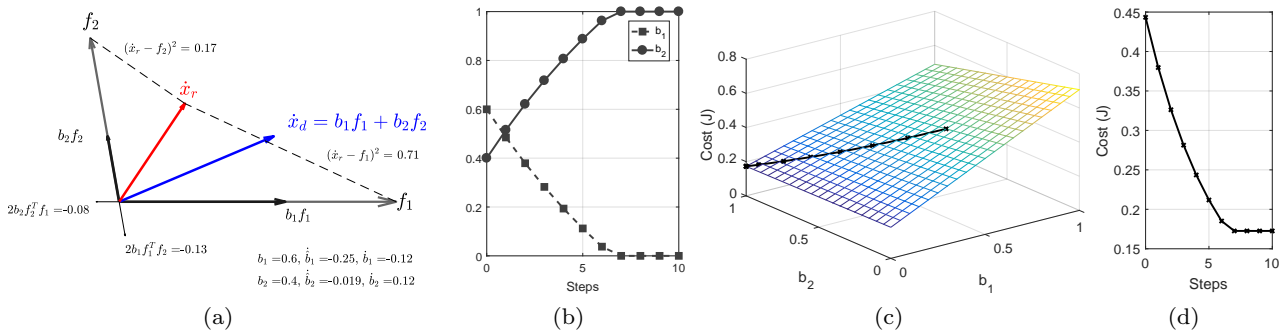 f₂
(ẋᵣ − f₂)² = 0.17
ẋᵣ
b₂f₂
ẋ_d = b₁f₁ + b₂f₂
(ẋᵣ − f₁)² = 0.71
2b₂f₂ᵀf₁ =-0.08
b₁f₁
f₁
2b₁f₁ᵀf₂ =-0.13
b₁ =0.6, ḃ̂₁ =-0.25, ḃ₁ =-0.12
b₂ =0.4, ḃ̂₂ =-0.019, ḃ₂ =0.12
(a)
1
0.8
0.6
0.4
0.2
0
0
5
10
Steps
b₁
b₂
(b)
Cost (J)
0.8
0.6
0.4
0.2
0
1
0.5
0
b₂
0
0.5
1
b₁
(c)
Cost (J)
0.45
0.4
0.35
0.3
0.25
0.2
0.15
0
5
10
Steps
(d)